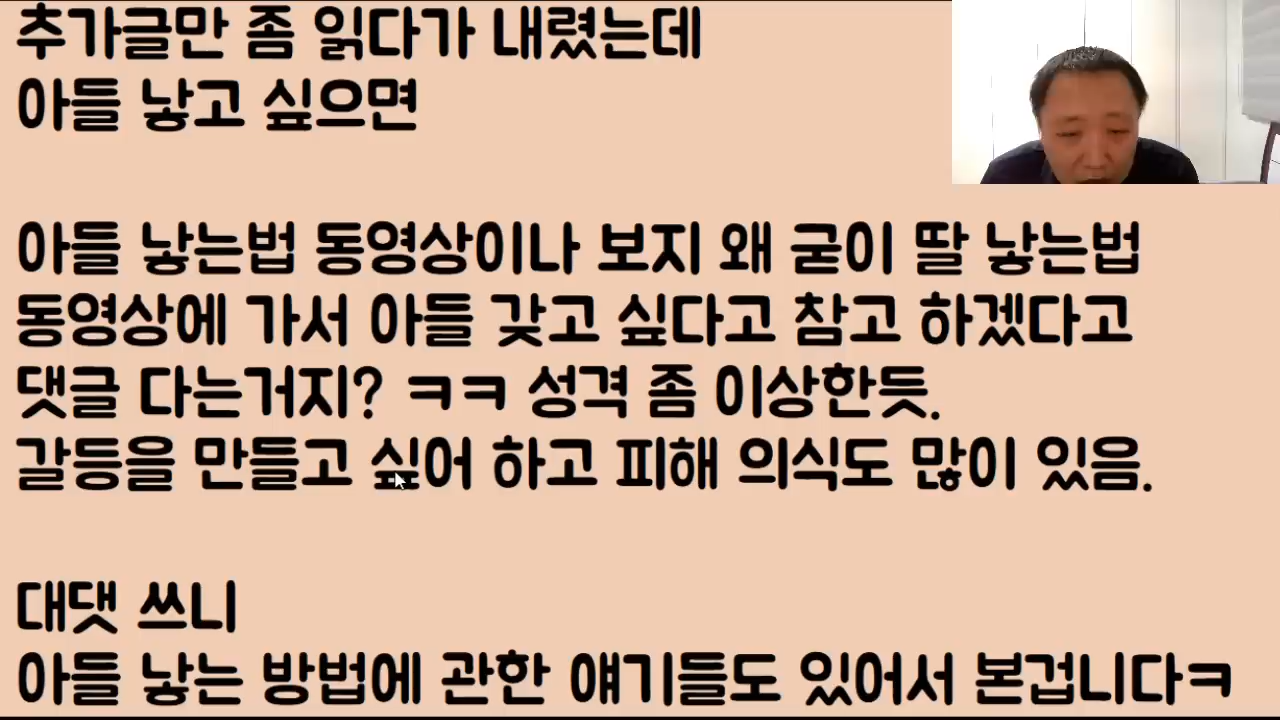 추가글만 좀 읽다가 내렸는데
아들 낳고 싶으면
아들 낳는법 동영상이나 보지 왜 굳이 딸 낳는법
동영상에 가서 아들 갖고 싶다고 참고 하겠다고
댓글 다는거지? ㅋㅋ 성격 좀 이상한듯.
갈등을 만들고 싶어 하고 피해 의식도 많이 있음.
대댓 쓰니
아들 낳는 방법에 관한 얘기들도 있어서 본겁니다ㅋ